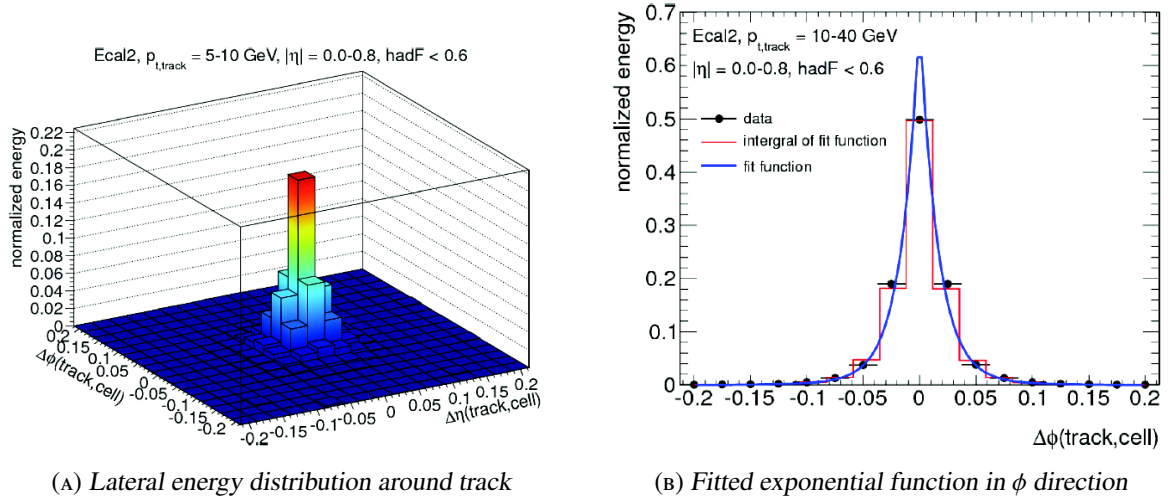 Ecal2, p_t,track = 5-10 GeV, |η| = 0.0-0.8, hadF < 0.6
normalized energy
0.22
0.2
0.18
0.16
0.14
0.12
0.1
0.08
0.06
0.04
0.02
0
0.2
0.15
0.1
0.05
0
-0.05
-0.1
-0.15
-0.2
Δϕ(track,cell)
-0.2
-0.15
-0.1
-0.05
0
0.05
0.1
0.15
0.2
Δη(track,cell)
(A) Lateral energy distribution around track
normalized energy
0.7
0.6
0.5
0.4
0.3
0.2
0.1
0
Ecal2, p_t,track = 10-40 GeV
|η| = 0.0-0.8, hadF < 0.6
data
intergral of fit function
fit function
-0.2 -0.15 -0.1 -0.05 0 0.05 0.1 0.15 0.2
Δϕ(track,cell)
(B) Fitted exponential function in ϕ direction